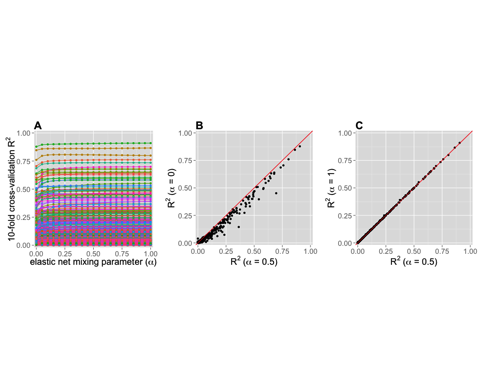 A
B
C
10-fold cross-validation R²
1.00
0.75
0.50
0.25
0.00
0.00 0.25 0.50 0.75 1.00
elastic net mixing parameter (α)
R² (α = 0)
1.00
0.75
0.50
0.25
0.00
0.00 0.25 0.50 0.75 1.00
R² (α = 0.5)
R² (α = 1)
1.00
0.75
0.50
0.25
0.00
0.00 0.25 0.50 0.75 1.00
R² (α = 0.5)